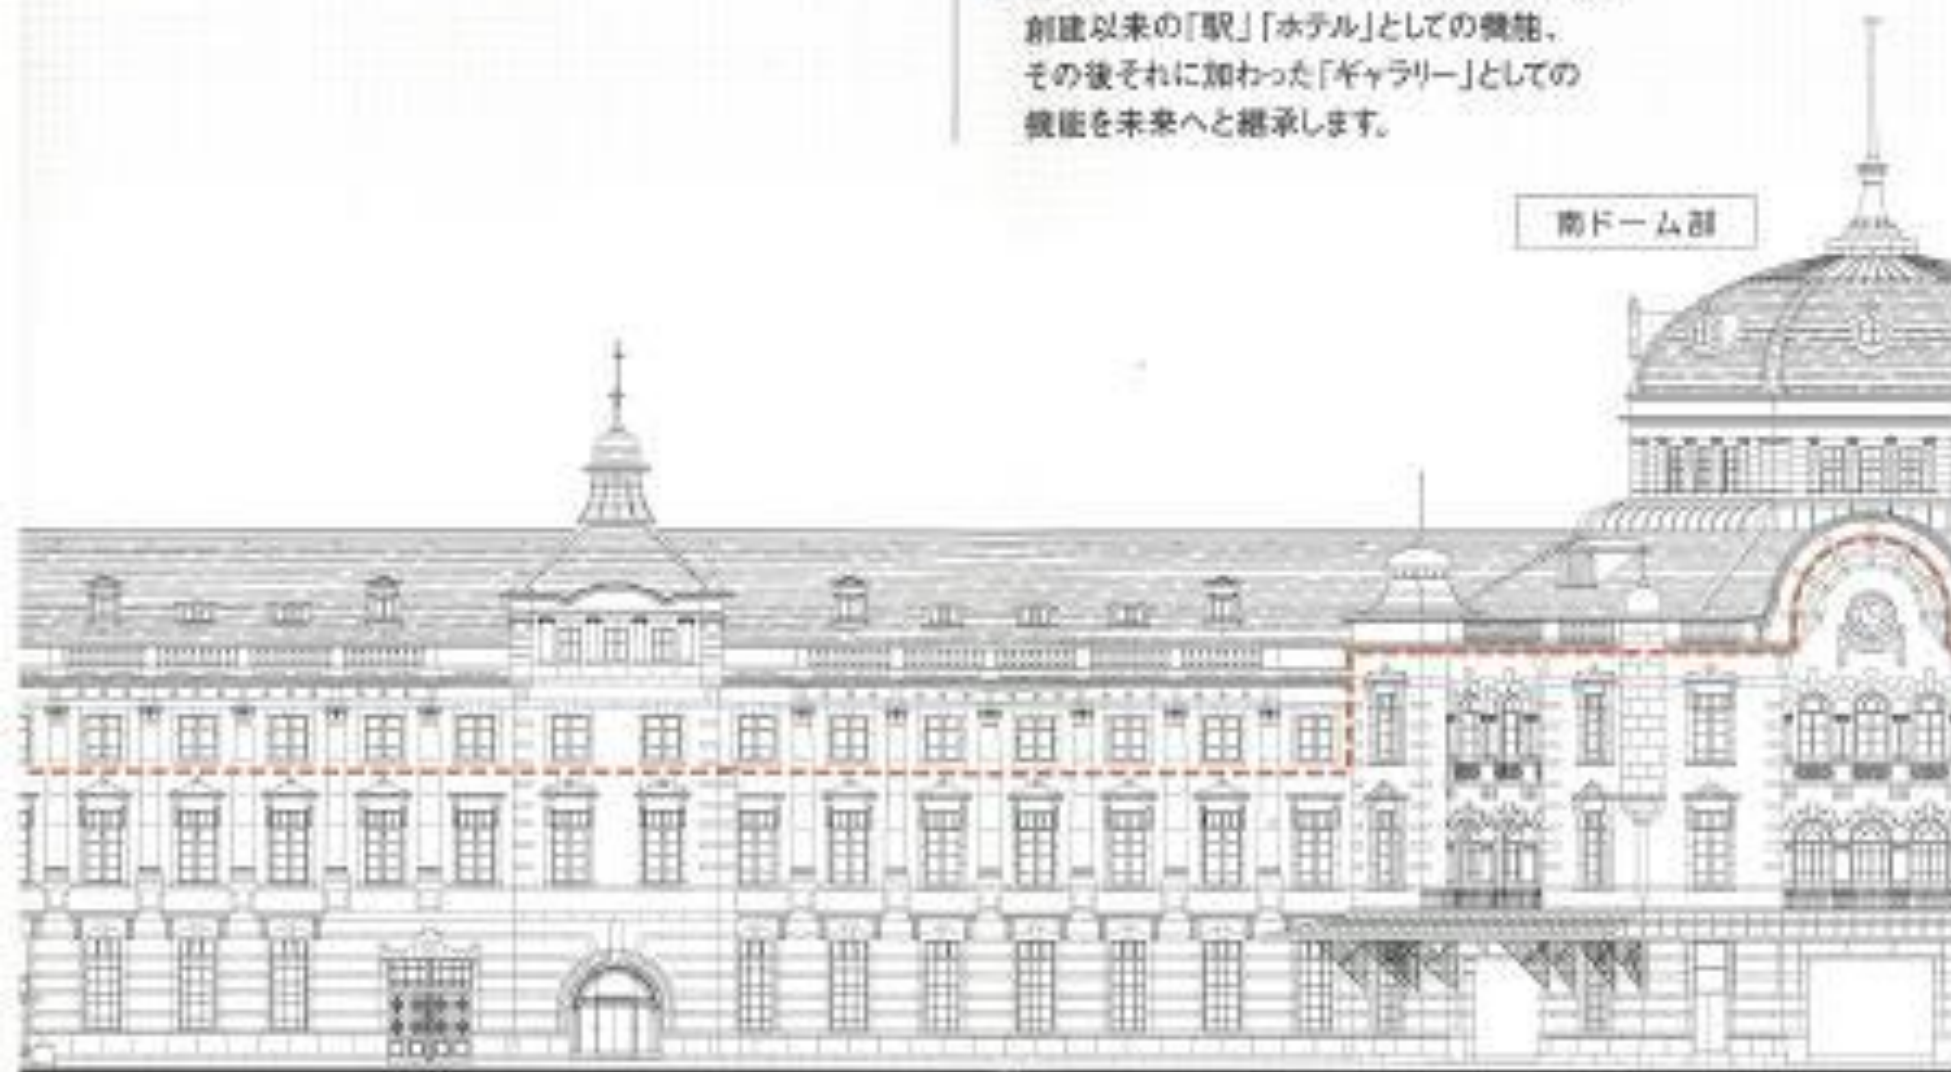 創建以来の「駅」「ホテル」としての機能、
その後それに加わった「ギャラリー」としての
機能を未来へと継承します。
南ドーム部